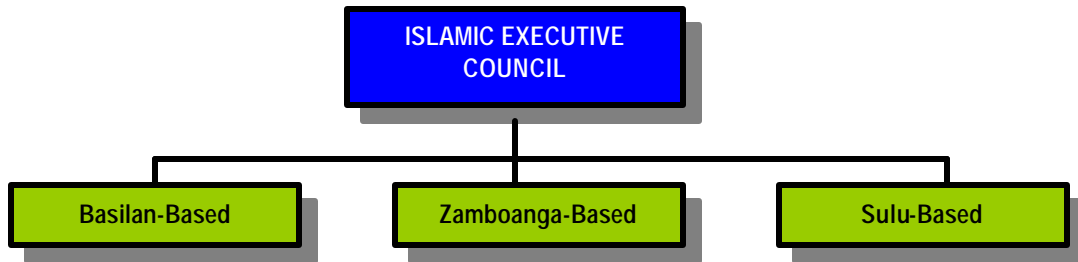 ISLAMIC EXECUTIVE
COUNCIL
Basilan-Based
Zamboanga-Based
Sulu-Based